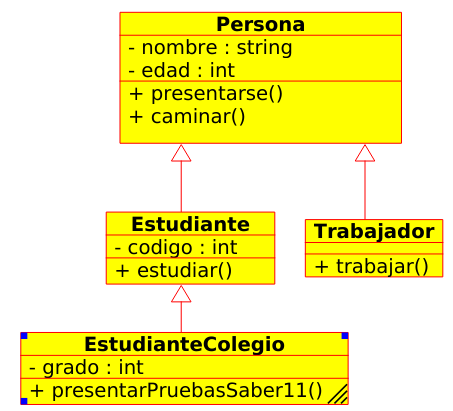 Persona
- nombre : string
- edad : int
+ presentarse()
+ caminar()
Estudiante
- codigo : int
+ estudiar()
Trabajador
+ trabajar()
EstudianteColegio
- grado : int
+ presentarPruebasSaber11()